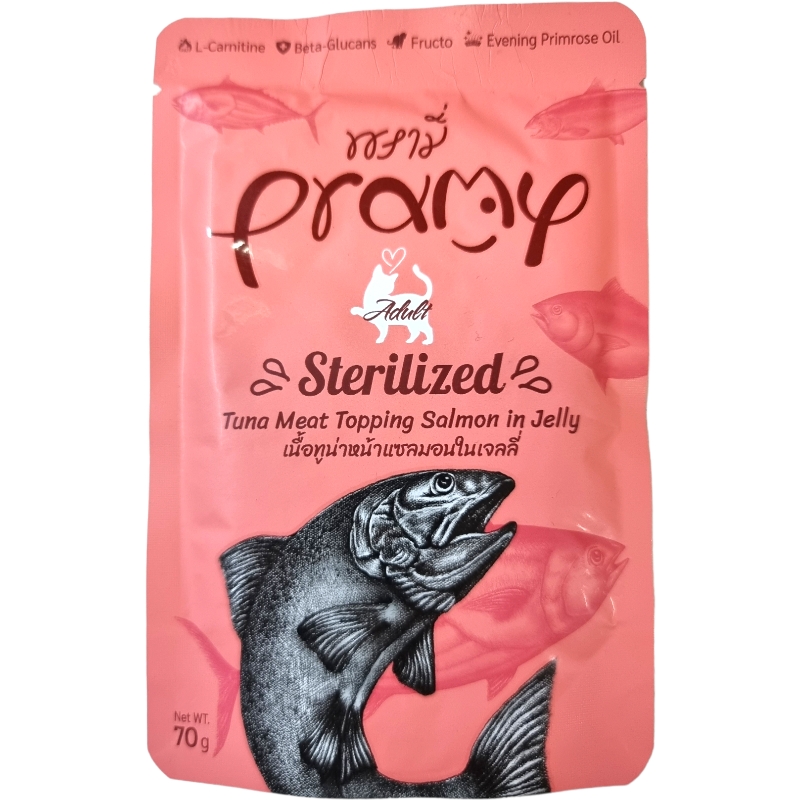 L-Carnitine Beta-Glucans Fructo Evening Primrose Oil
พรามี่
pramy
Adult
Sterilized
Tuna Meat Topping Salmon in Jelly
เนื้อทูน่าหน้าแซลมอนในเจลลี่
Net WT.
70g